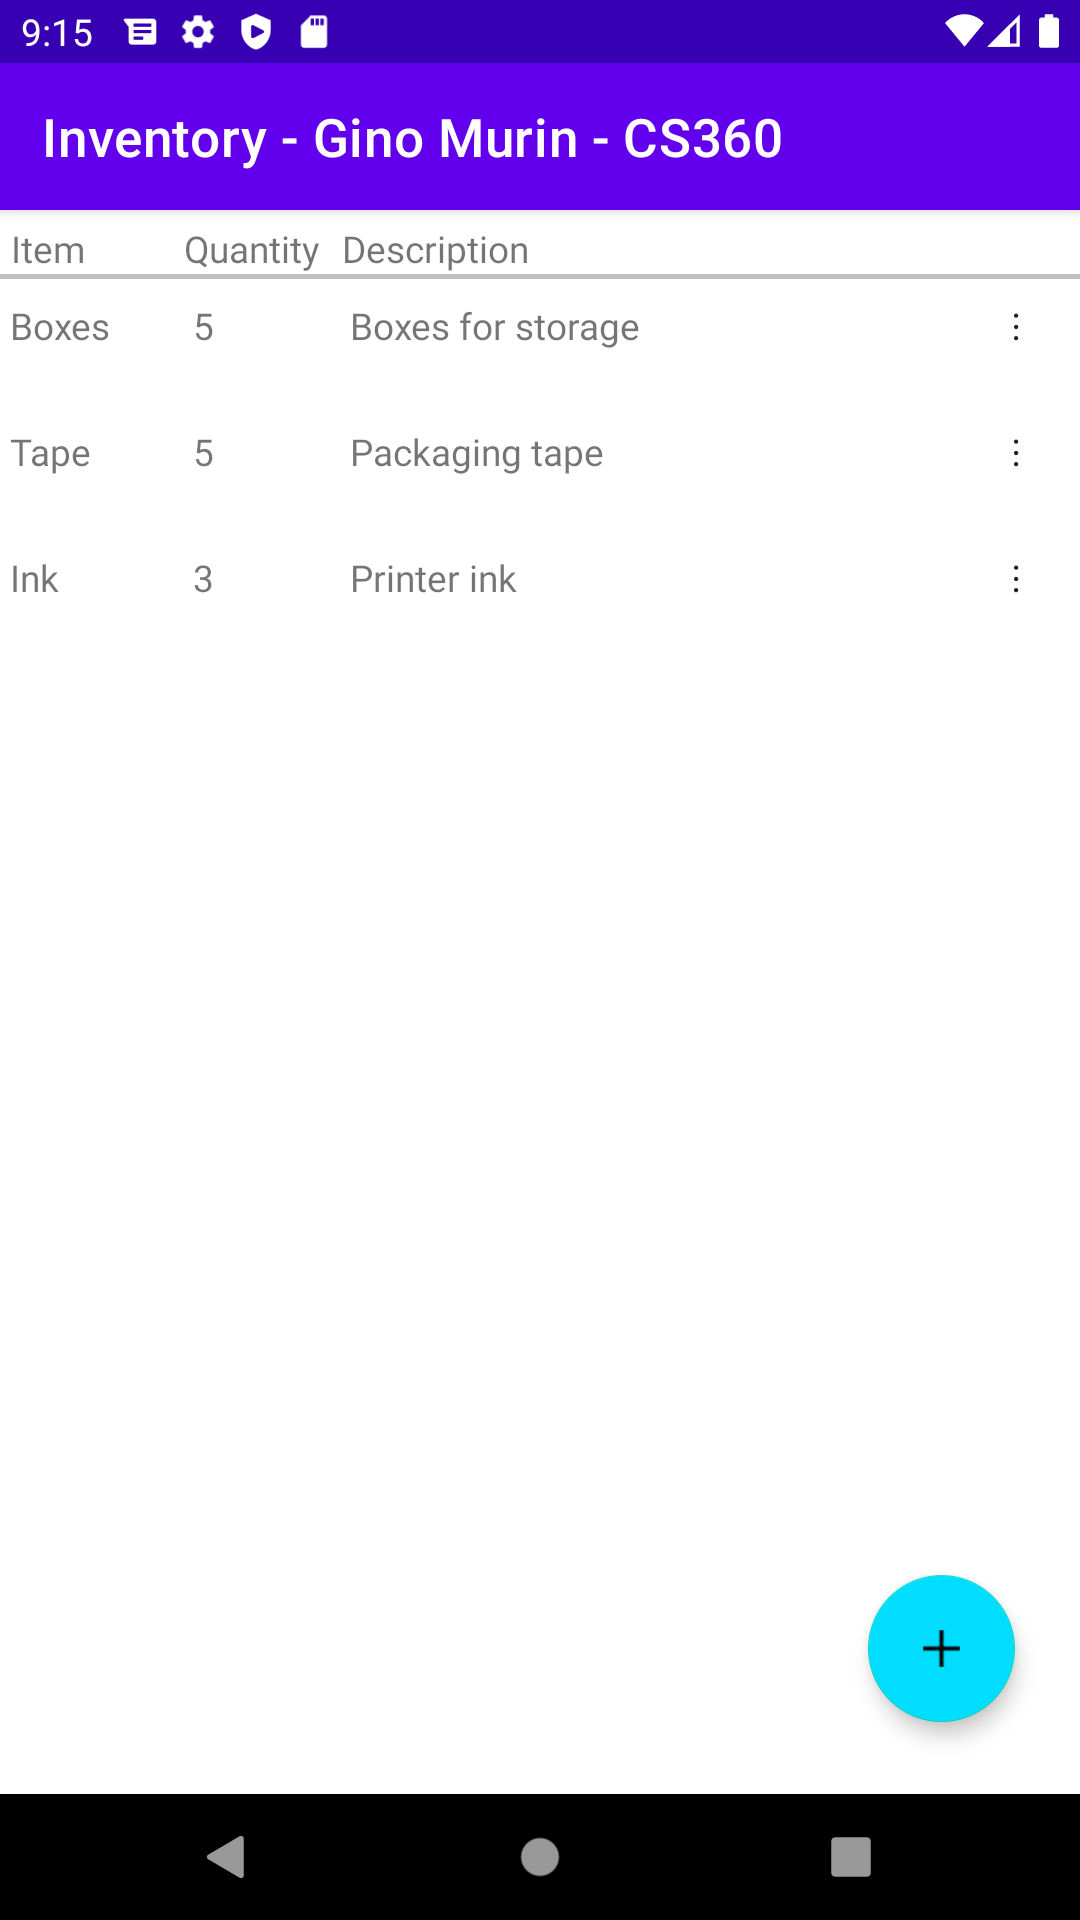 9:15
Inventory - Gino Murin - CS360
Item Quantity Description
Boxes 5 Boxes for storage
Tape 5 Packaging tape
Ink 3 Printer ink